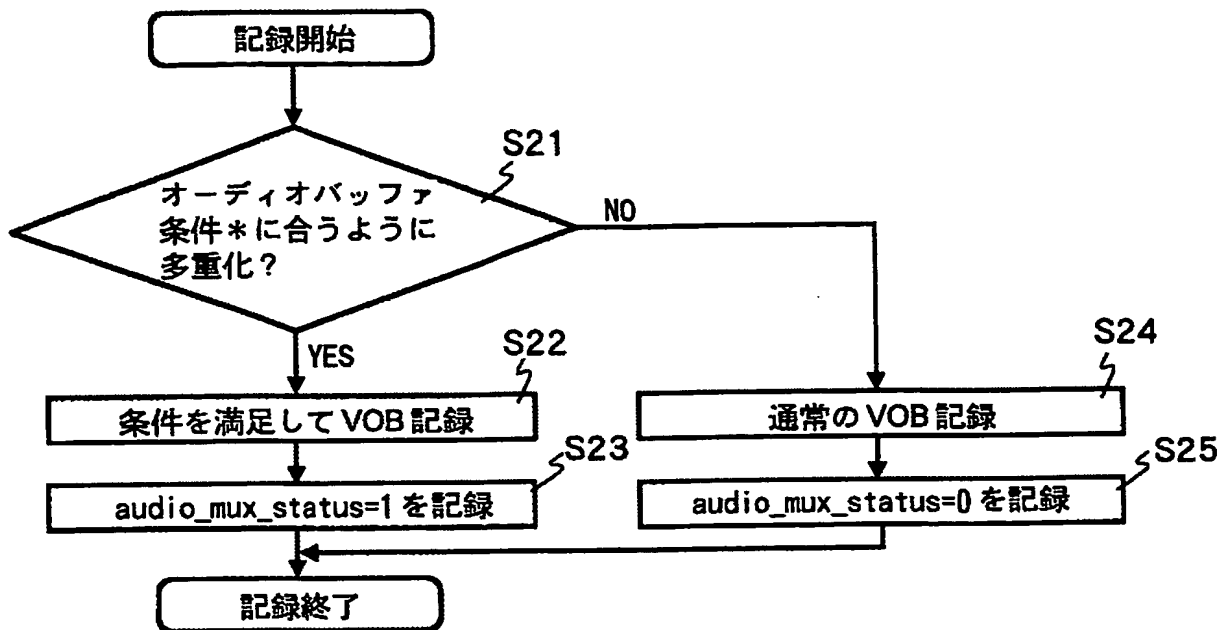 記録開始
S21
オーディオバッファ
条件*に合うように
多重化?
NO
YES
S22
条件を満足してVOB記録
S23
audio_mux_status=1を記録
S24
通常のVOB記録
S25
audio_mux_status=0を記録
記録終了